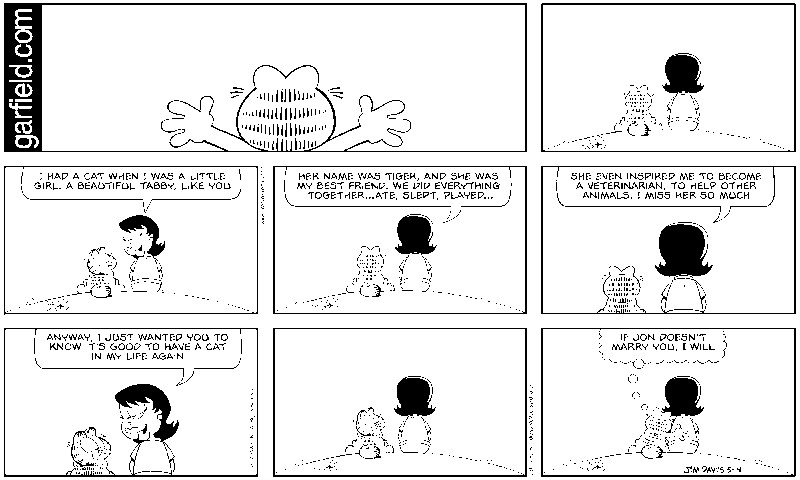 garfield.com
I HAD A CAT WHEN I WAS A LITTLE
GIRL. A BEAUTIFUL TABBY, LIKE YOU
HER NAME WAS TIGER, AND SHE WAS
MY BEST FRIEND. WE DID EVERYTHING
TOGETHER...ATE, SLEPT, PLAYED...
SHE EVEN INSPIRED ME TO BECOME
A VETERINARIAN, TO HELP OTHER
ANIMALS. I MISS HER SO MUCH
ANYWAY, I JUST WANTED YOU TO
KNOW IT'S GOOD TO HAVE A CAT
IN MY LIFE AGAIN
IF JON DOESN'T
MARRY YOU, I WILL
JIM DAVIS 5-4